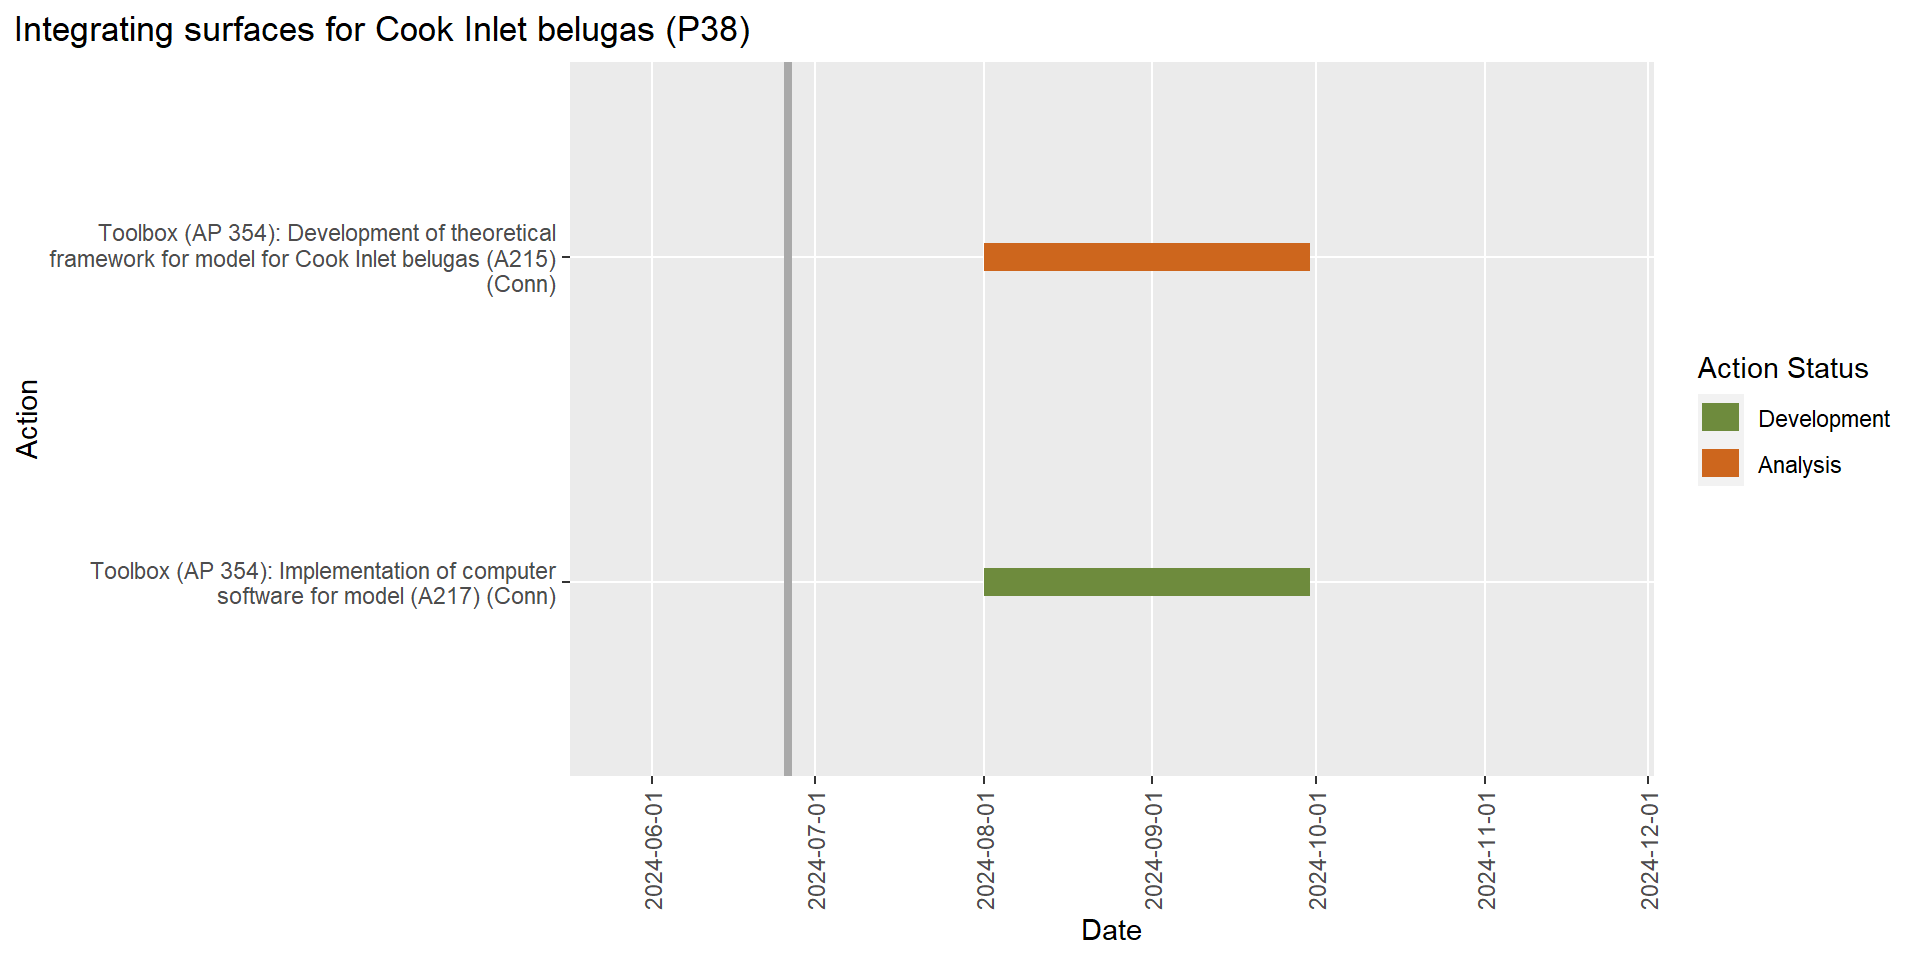 Integrating surfaces for Cook Inlet belugas (P38)
Toolbox (AP 354): Development of theoretical
framework for model for Cook Inlet belugas (A215)
(Conn)
Action
Toolbox (AP 354): Implementation of computer
software for model (A217) (Conn)
2024-06-01
2024-07-01
2024-08-01
2024-09-01
2024-10-01
2024-11-01
2024-12-01
Date
Action Status
Development
Analysis